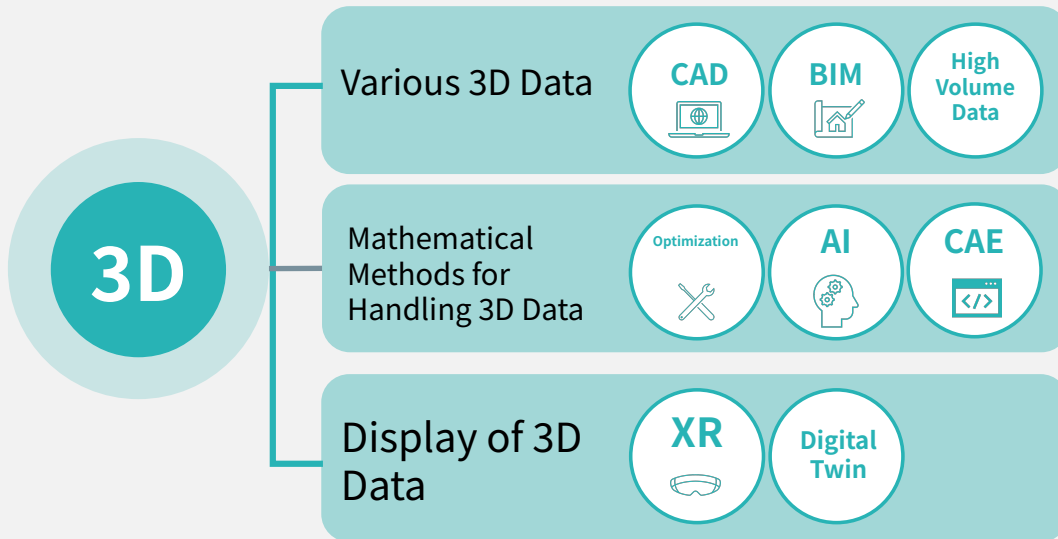 3D
Various 3D Data
CAD
BIM
High
Volume
Data
Mathematical
Methods for
Handling 3D Data
Optimization
AI
CAE
</>
Display of 3D
Data
XR
Digital
Twin